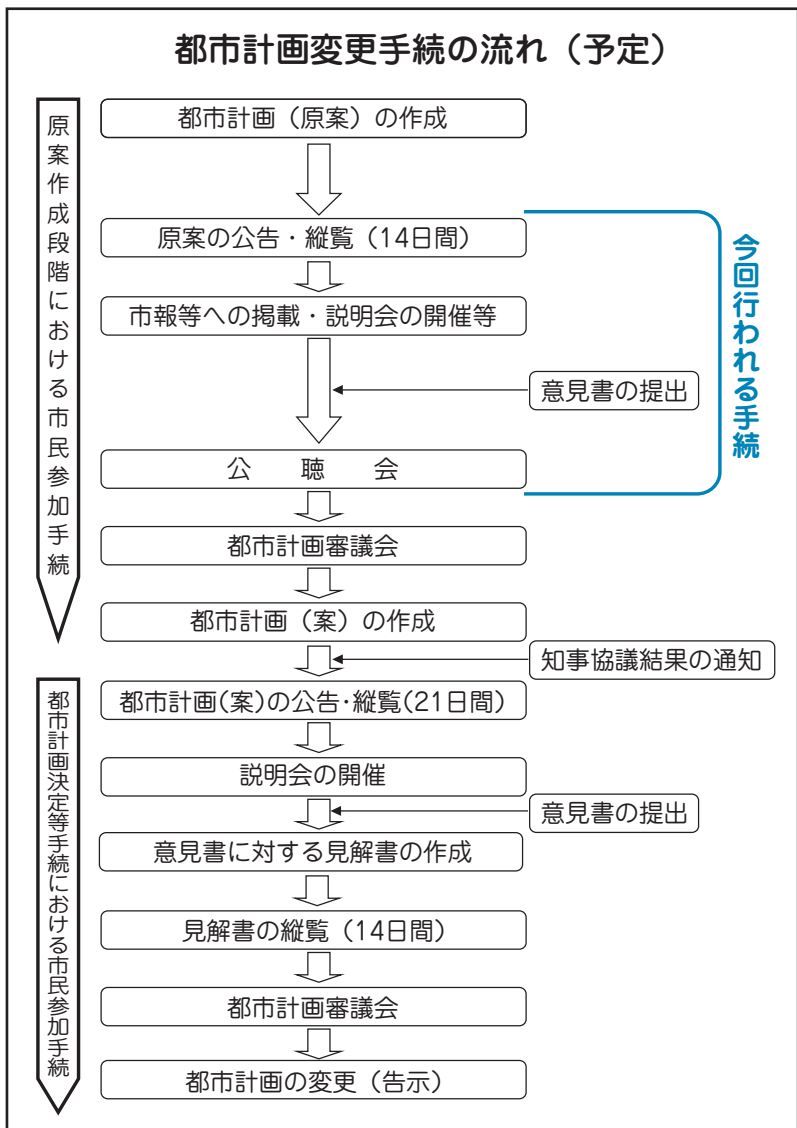 都市計画変更手続の流れ（予定）
原案作成段階における市民参加手続
都市計画（原案）の作成
原案の公告・縦覧（14日間）
市報等への掲載・説明会の開催等
意見書の提出
公聴会
今回行われる手続
都市計画審議会
都市計画（案）の作成
知事協議結果の通知
都市計画決定等手続における市民参加手続
都市計画(案)の公告・縦覧(21日間)
説明会の開催
意見書の提出
意見書に対する見解書の作成
見解書の縦覧（14日間）
都市計画審議会
都市計画の変更（告示）